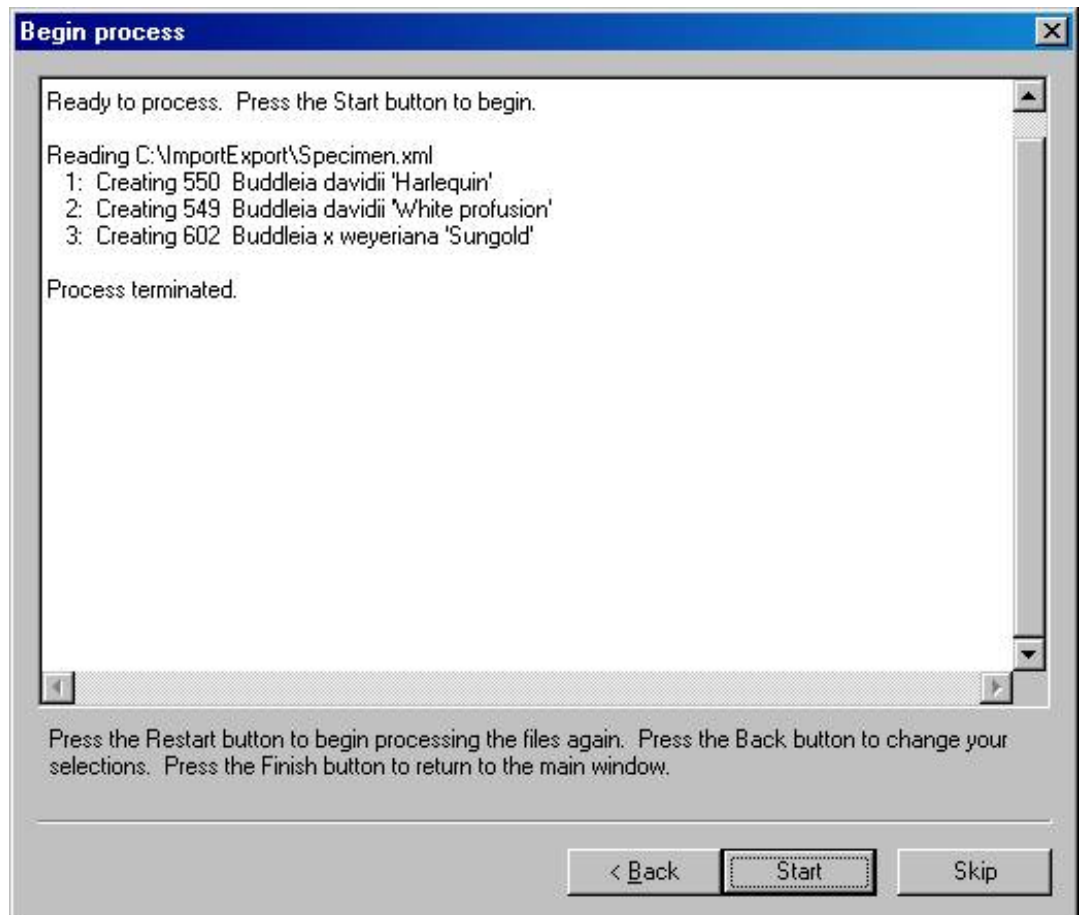 Begin process
Ready to process.  Press the Start button to begin.
Reading C:\ImportExport\Specimen.xml
1:  Creating 550  Buddleia davidii 'Harlequin'
2:  Creating 549  Buddleia davidii 'White profusion'
3:  Creating 602  Buddleia x weyeriana 'Sungold'
Process terminated.
Press the Restart button to begin processing the files again.  Press the Back button to change your
selections.  Press the Finish button to return to the main window.
< Back
Start
Skip